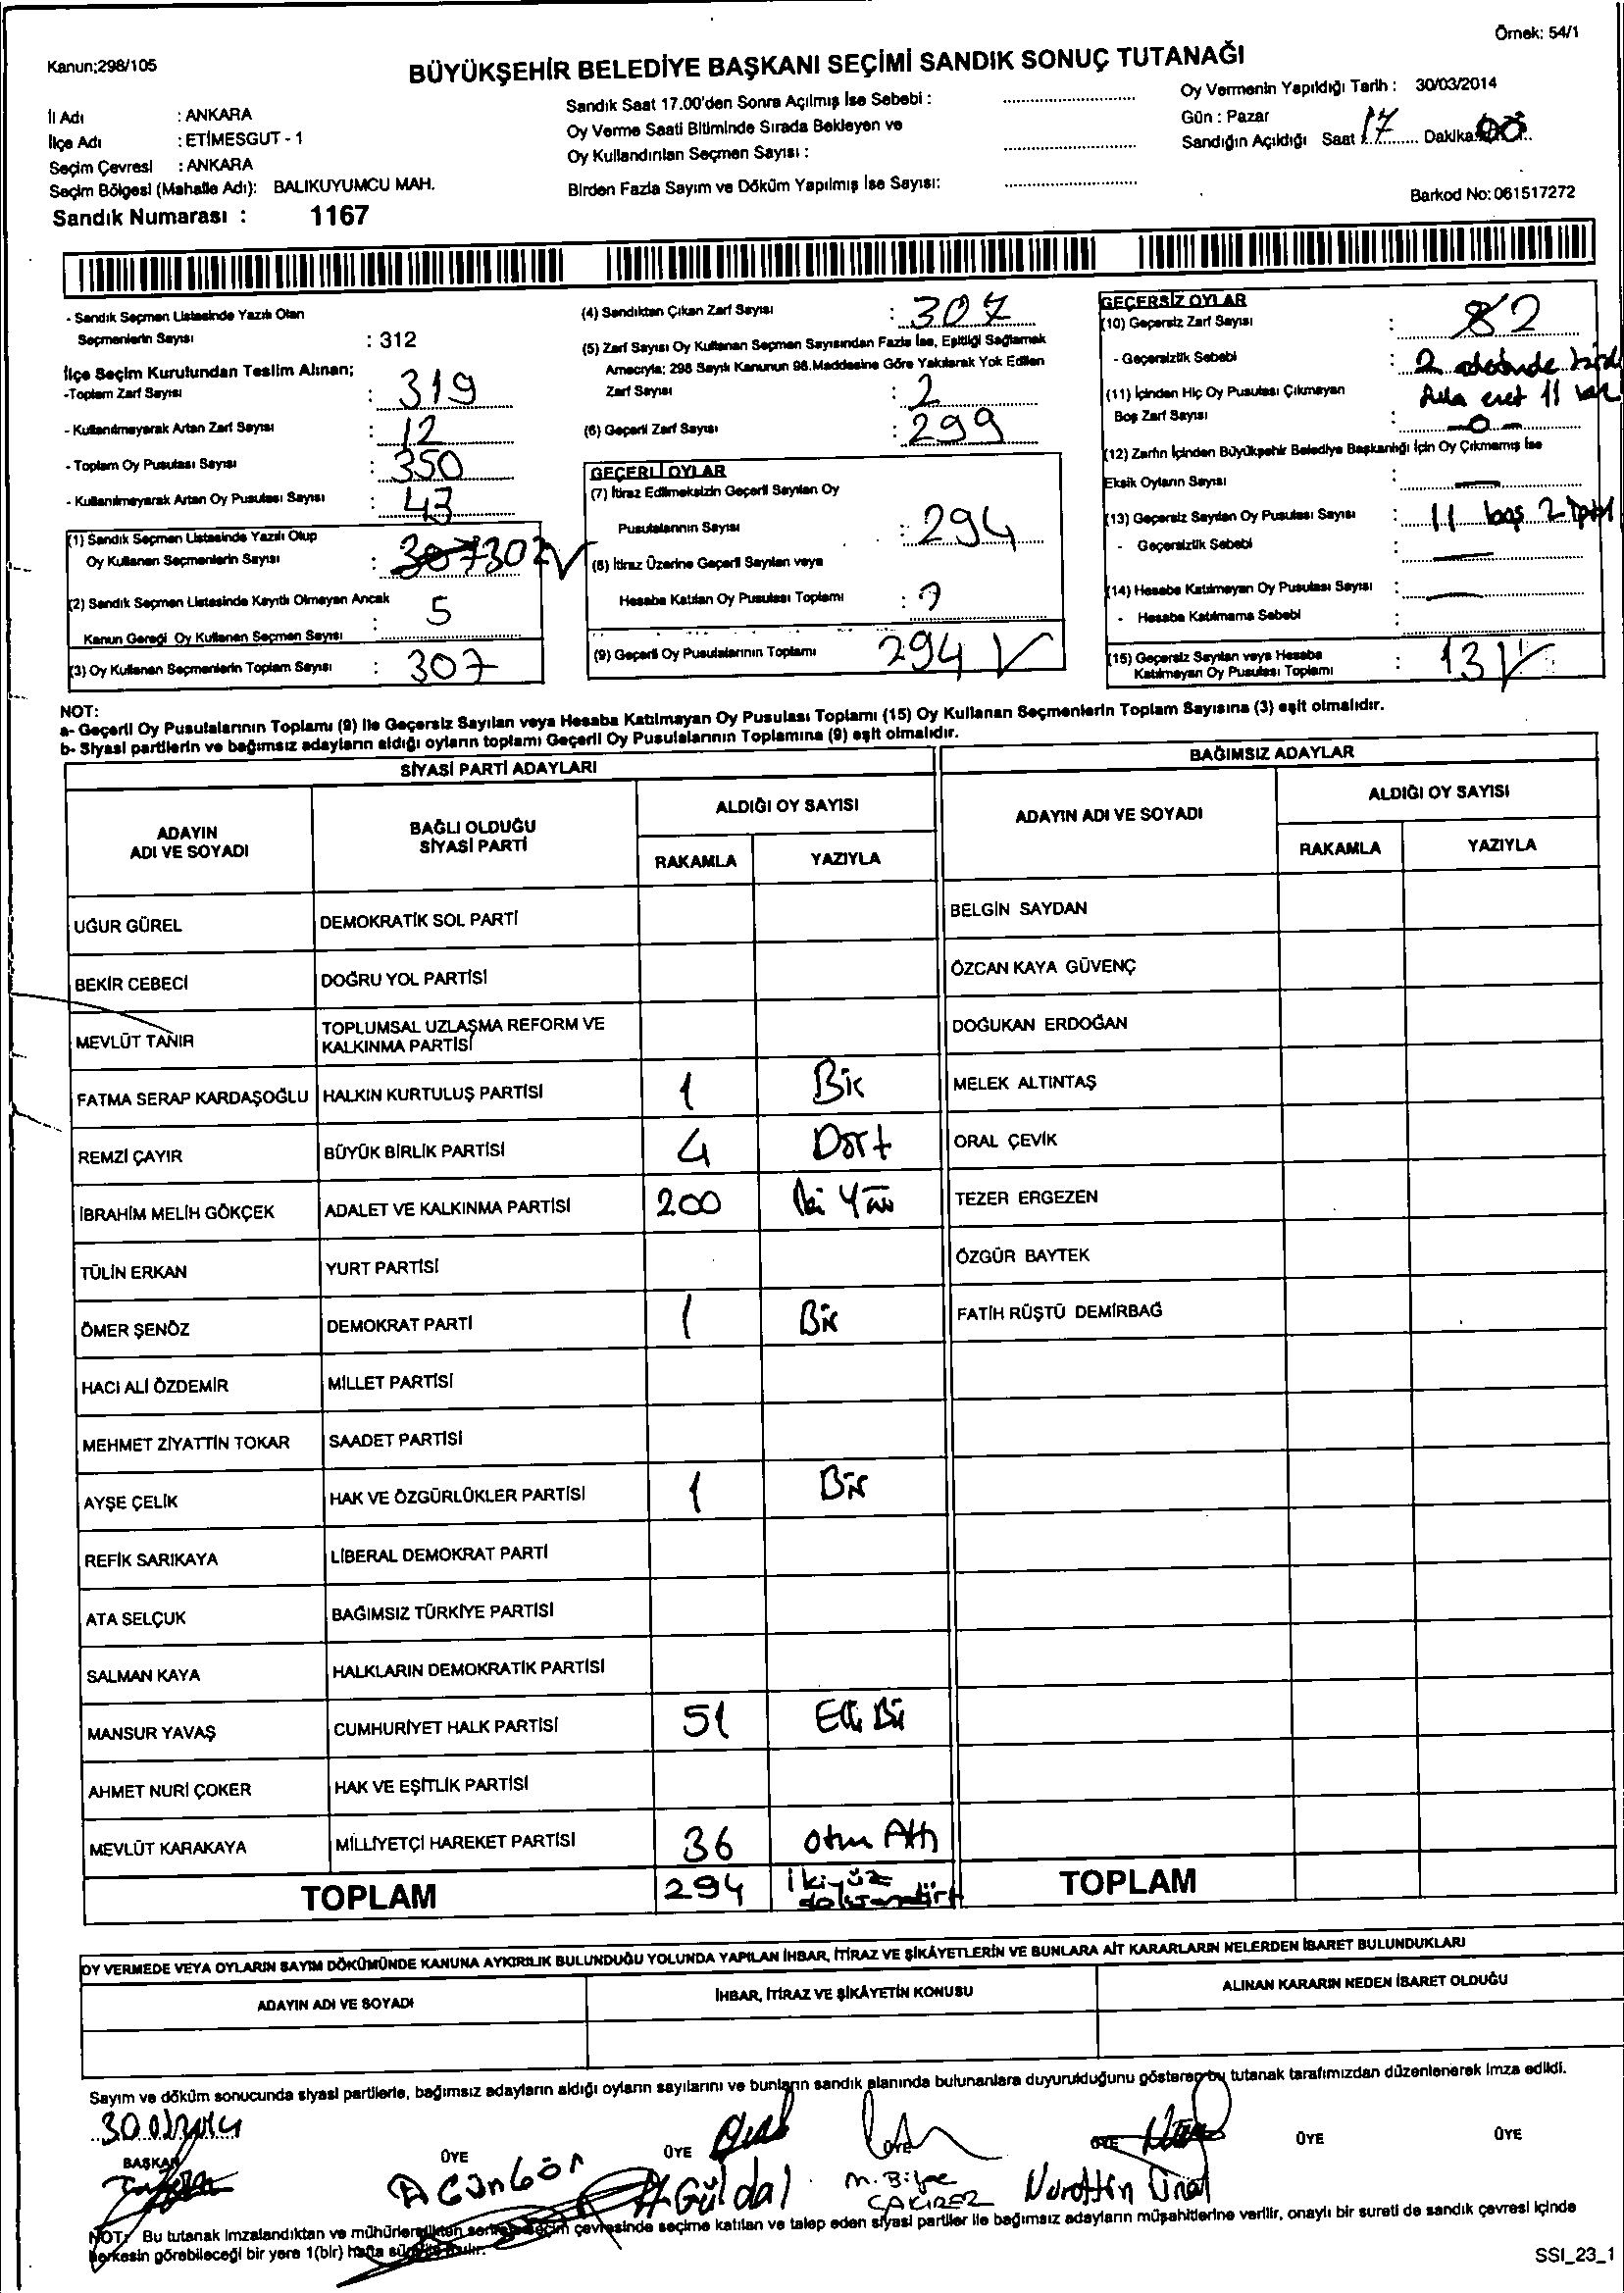 Örnek: 54/1
Kanun;298/105
BÜYÜKŞEHİR BELEDİYE BAŞKANI SEÇİMİ SANDIK SONUÇ TUTANAĞI
İl Adı : ANKARA
İlçe Adı : ETİMESGUT - 1
Seçim Çevresi : ANKARA
Seçim Bölgesi (Mahalle Adı): BALIKUYUMCU MAH.
Sandık Numarası : 1167
Sandık Saat 17.00'den Sonra Açılmış İse Sebebi :
Oy Verme Saati Bitiminde Sırada Bekleyen ve
Oy Kullandırılan Seçmen Sayısı :
Birden Fazla Sayım ve Döküm Yapılmış İse Sayısı:
Oy Vermenin Yapıldığı Tarih : 30/03/2014
Gün : Pazar
Sandığın Açıldığı Saat 17 Dakika:
Barkod No: 061517272
- Sandık Seçmen Listesinde Yazılı Olan
Seçmenlerin Sayısı : 312
İlçe Seçim Kurulundan Teslim Alınan;
-Toplam Zarf Sayısı : 319
- Kullanılmayarak Artan Zarf Sayısı : 12
- Toplam Oy Pusulası Sayısı : 350
- Kullanılmayarak Artan Oy Pusulası Sayısı : 43
(1) Sandık Seçmen Listesinde Yazılı Olup
Oy Kullanan Seçmenlerin Sayısı : 307 302
(2) Sandık Seçmen Listesinde Kayıtlı Olmayan Ancak
Kanun Gereği Oy Kullanan Seçmen Sayısı : 5
(3) Oy Kullanan Seçmenlerin Toplam Sayısı : 307
(4) Sandıktan Çıkan Zarf Sayısı : 307
(5) Zarf Sayısı Oy Kullanan Seçmen Sayısından Fazla İse, Eşitliği Sağlamak
Amacıyla; 298 Sayılı Kanunun 98.Maddesine Göre Yakılarak Yok Edilen
Zarf Sayısı : 2
(6) Geçerli Zarf Sayısı : 299
GEÇERLİ OYLAR
(7) İtiraz Edilmeksizin Geçerli Sayılan Oy
Pusulalarının Sayısı : 294
(8) İtiraz Üzerine Geçerli Sayılan veya
Hesaba Katılan Oy Pusulası Toplamı :
(9) Geçerli Oy Pusulalarının Toplamı 294
GEÇERSİZ OYLAR
(10) Geçersiz Zarf Sayısı : 2
- Geçersizlik Sebebi : 2 adetinde
11
(11) İçinden Hiç Oy Pusulası Çıkmayan
Boş Zarf Sayısı : -0-
(12) Zarfın İçinden Büyükşehir Belediye Başkanlığı İçin Oy Çıkmamış İse
Eksik Oyların Sayısı : —
(13) Geçersiz Sayılan Oy Pusulası Sayısı : 11 boş 2
- Geçersizlik Sebebi : —
(14) Hesaba Katılmayan Oy Pusulası Sayısı : —
- Hesaba Katılmama Sebebi :
(15) Geçersiz Sayılan veya Hesaba
Katılmayan Oy Pusulası Toplamı : 13
NOT:
a- Geçerli Oy Pusulalarının Toplamı (9) ile Geçersiz Sayılan veya Hesaba Katılmayan Oy Pusulası Toplamı (15) Oy Kullanan Seçmenlerin Toplam Sayısına (3) eşit olmalıdır.
b- Siyasi partilerin ve bağımsız adayların aldığı oyların toplamı Geçerli Oy Pusulalarının Toplamına (9) eşit olmalıdır.
SİYASİ PARTİ ADAYLARI
BAĞIMSIZ ADAYLAR
ADAYIN ADI VE SOYADI
BAĞLI OLDUĞU SİYASİ PARTİ
ALDIĞI OY SAYISI
RAKAMLA YAZIYLA
ADAYIN ADI VE SOYADI
ALDIĞI OY SAYISI
RAKAMLA YAZIYLA
UĞUR GÜREL DEMOKRATİK SOL PARTİ BELGİN SAYDAN
BEKİR CEBECİ DOĞRU YOL PARTİSİ ÖZCAN KAYA GÜVENÇ
MEVLÜT TANIR TOPLUMSAL UZLAŞMA REFORM VE KALKINMA PARTİSİ DOĞUKAN ERDOĞAN
FATMA SERAP KARDAŞOĞLU HALKIN KURTULUŞ PARTİSİ 1 Bir MELEK ALTINTAŞ
REMZİ ÇAYIR BÜYÜK BİRLİK PARTİSİ 4 Dört ORAL ÇEVİK
İBRAHİM MELİH GÖKÇEK ADALET VE KALKINMA PARTİSİ 200 İki Yüz TEZER ERGEZEN
TÜLİN ERKAN YURT PARTİSİ ÖZGÜR BAYTEK
ÖMER ŞENÖZ DEMOKRAT PARTİ 1 Bir FATİH RÜŞTÜ DEMİRBAĞ
HACI ALİ ÖZDEMİR MİLLET PARTİSİ
MEHMET ZİYATTİN TOKAR SAADET PARTİSİ
AYŞE ÇELİK HAK VE ÖZGÜRLÜKLER PARTİSİ 1 Bir
REFİK SARIKAYA LİBERAL DEMOKRAT PARTİ
ATA SELÇUK BAĞIMSIZ TÜRKİYE PARTİSİ
SALMAN KAYA HALKLARIN DEMOKRATİK PARTİSİ
MANSUR YAVAŞ CUMHURİYET HALK PARTİSİ 51 Elli Bir
AHMET NURİ ÇOKER HAK VE EŞİTLİK PARTİSİ
MEVLÜT KARAKAYA MİLLİYETÇİ HAREKET PARTİSİ 36 Otuz Altı
TOPLAM 294 İkiyüz doksandört TOPLAM
OY VERMEDE VEYA OYLARIN SAYIM DÖKÜMÜNDE KANUNA AYKIRILIK BULUNDUĞU YOLUNDA YAPILAN İHBAR, İTİRAZ VE ŞİKÂYETLERİN VE BUNLARA AİT KARARLARIN NELERDEN İBARET BULUNDUKLARI
ADAYIN ADI VE SOYADI İHBAR, İTİRAZ VE ŞİKÂYETİN KONUSU ALINAN KARARIN NEDEN İBARET OLDUĞU
Sayım ve döküm sonucunda siyasi partilerle, bağımsız adayların aldığı oyların sayılarını ve bunların sandık alanında bulunanlara duyurulduğunu gösteren bu tutanak tarafımızdan düzenlenerek imza edildi.
BAŞKAN ÜYE ÜYE ÜYE ÜYE ÜYE ÜYE
A Güngör
A. Güldal
M. Bilge
ÇAKIREZ
Nurettin Ünal
NOT: Bu tutanak imzalandıktan ve mühürlendikten sonra seçim çevresinde seçime katılan ve talep eden siyasi partiler ile bağımsız adayların müşahitlerine verilir, onaylı bir sureti de sandık çevresi içinde
herkesin görebileceği bir yere 1(bir) hafta süre ile asılır.
SSI_23_1